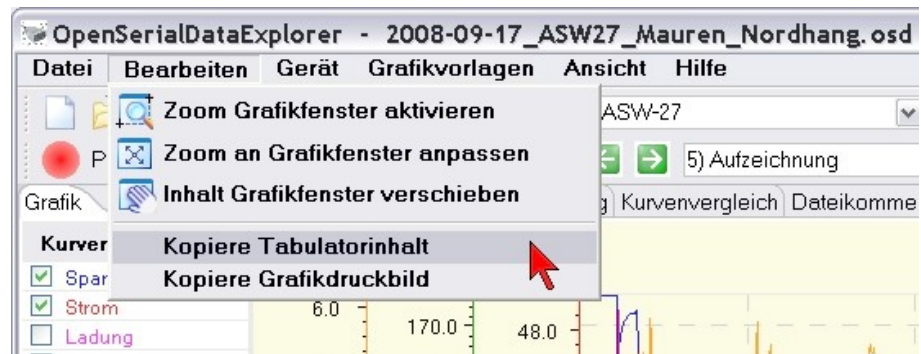 OpenSerialDataExplorer - 2008-09-17_ASW27_Mauren_Nordhang.osd
Datei Bearbeiten Gerät Grafikvorlagen Ansicht Hilfe
Zoom Grafikfenster aktivieren
ASW-27
Zoom an Grafikfenster anpassen
5) Aufzeichnung
Inhalt Grafikfenster verschieben
Grafik
Kurvenvergleich
Kopiere Tabulatorinhalt
Kopiere Grafikdruckbild
Strom
6.0
170.0
48.0
Ladung